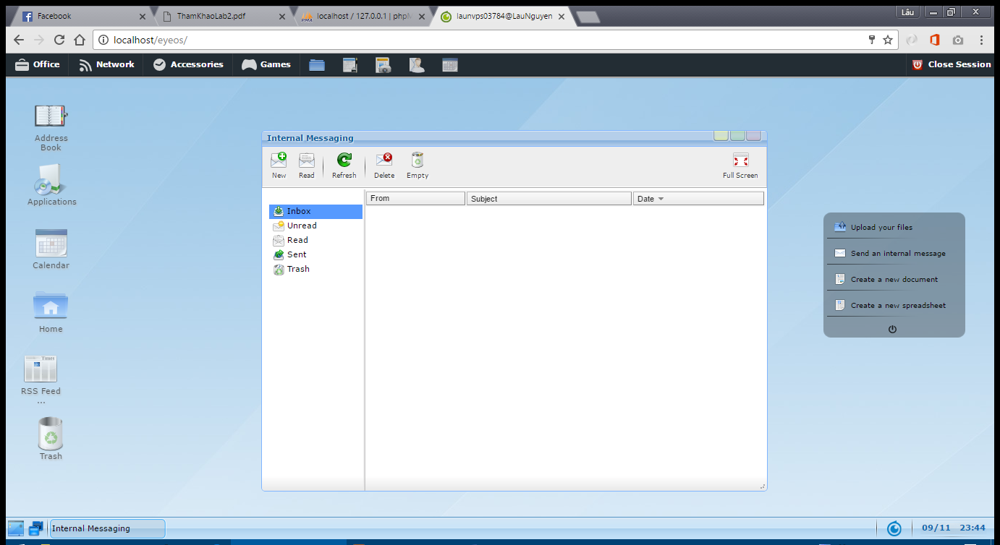 Facebook
ThamKhaoLab2.pdf
localhost / 127.0.0.1 | phpM
launvps03784@LauNguyen
Lâu
localhost/eyeos/
Office
Network
Accessories
Games
Close Session
Address
Book
Applications
Calendar
Home
Times
RSS Feed
...
Trash
Internal Messaging
New
Read
Refresh
Delete
Empty
Full Screen
From
Subject
Date
Inbox
Unread
Read
Sent
Trash
Upload your files
Send an internal message
Create a new document
Create a new spreadsheet
Internal Messaging
09/11 23:44